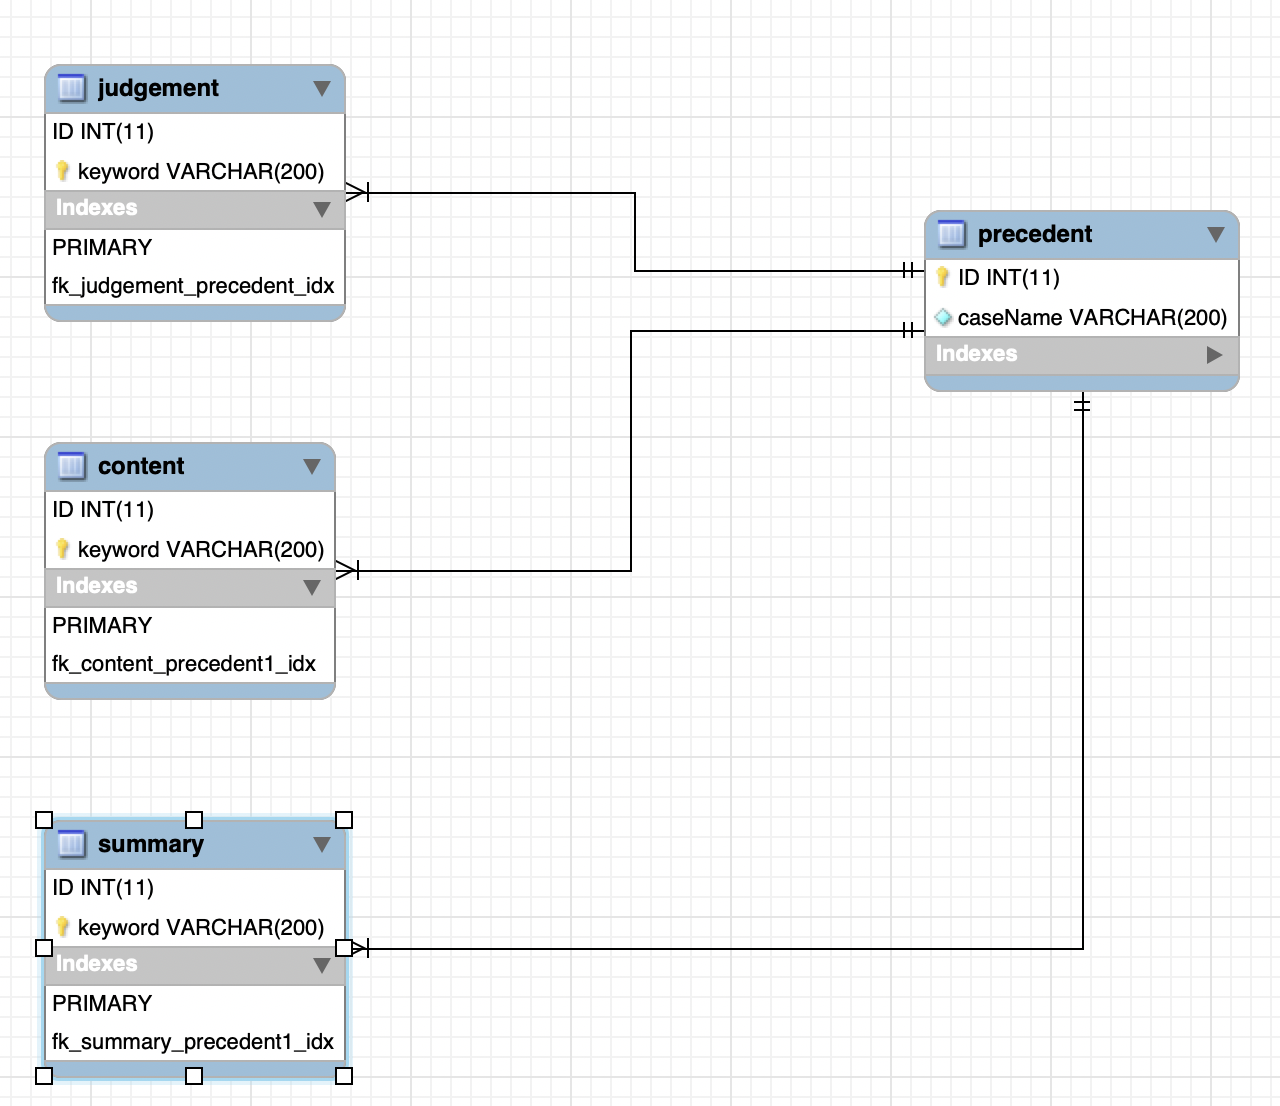 judgement
ID INT(11)
keyword VARCHAR(200)
Indexes
PRIMARY
fk_judgement_precedent_idx
precedent
ID INT(11)
caseName VARCHAR(200)
Indexes
content
ID INT(11)
keyword VARCHAR(200)
Indexes
PRIMARY
fk_content_precedent1_idx
summary
ID INT(11)
keyword VARCHAR(200)
Indexes
PRIMARY
fk_summary_precedent1_idx